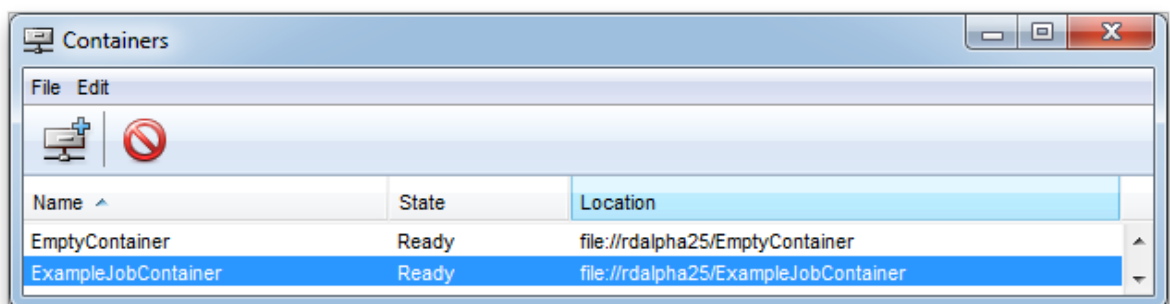 Containers
File Edit
Name State Location
EmptyContainer Ready file://rdalpha25/EmptyContainer
ExampleJobContainer Ready file://rdalpha25/ExampleJobContainer